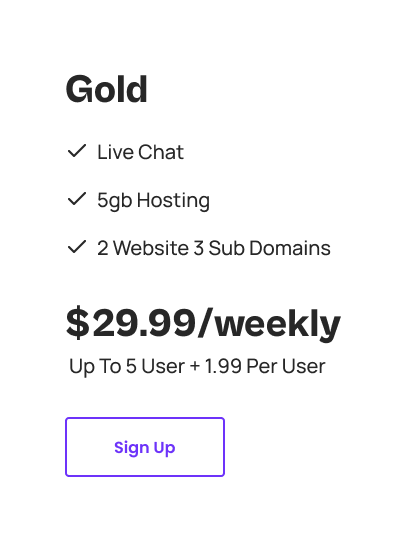 Gold
Live Chat
5gb Hosting
2 Website 3 Sub Domains
$29.99/weekly
Up To 5 User + 1.99 Per User
Sign Up